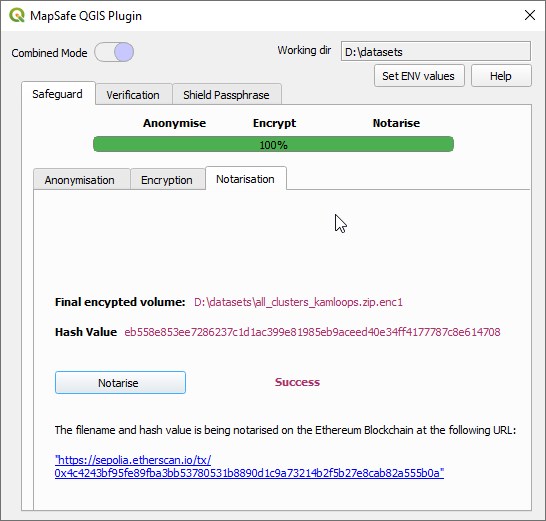 MapSafe QGIS Plugin
Combined Mode
Working dir D:\datasets
Set ENV values Help
Safeguard Verification Shield Passphrase
Anonymise Encrypt Notarise
100%
Anonymisation Encryption Notarisation
Final encrypted volume: D:\datasets\all_clusters_kamloops.zip.enc1
Hash Value eb558e853ee7286237c1d1ac399e81985eb9aceed40e34ff4177787c8e614708
Notarise Success
The filename and hash value is being notarised on the Ethereum Blockchain at the following URL:
"https://sepolia.etherscan.io/tx/
0x4c4243bf95fe89fba3bb53780531b8890d1c9a73214b2f5b27e8cab82a555b0a"